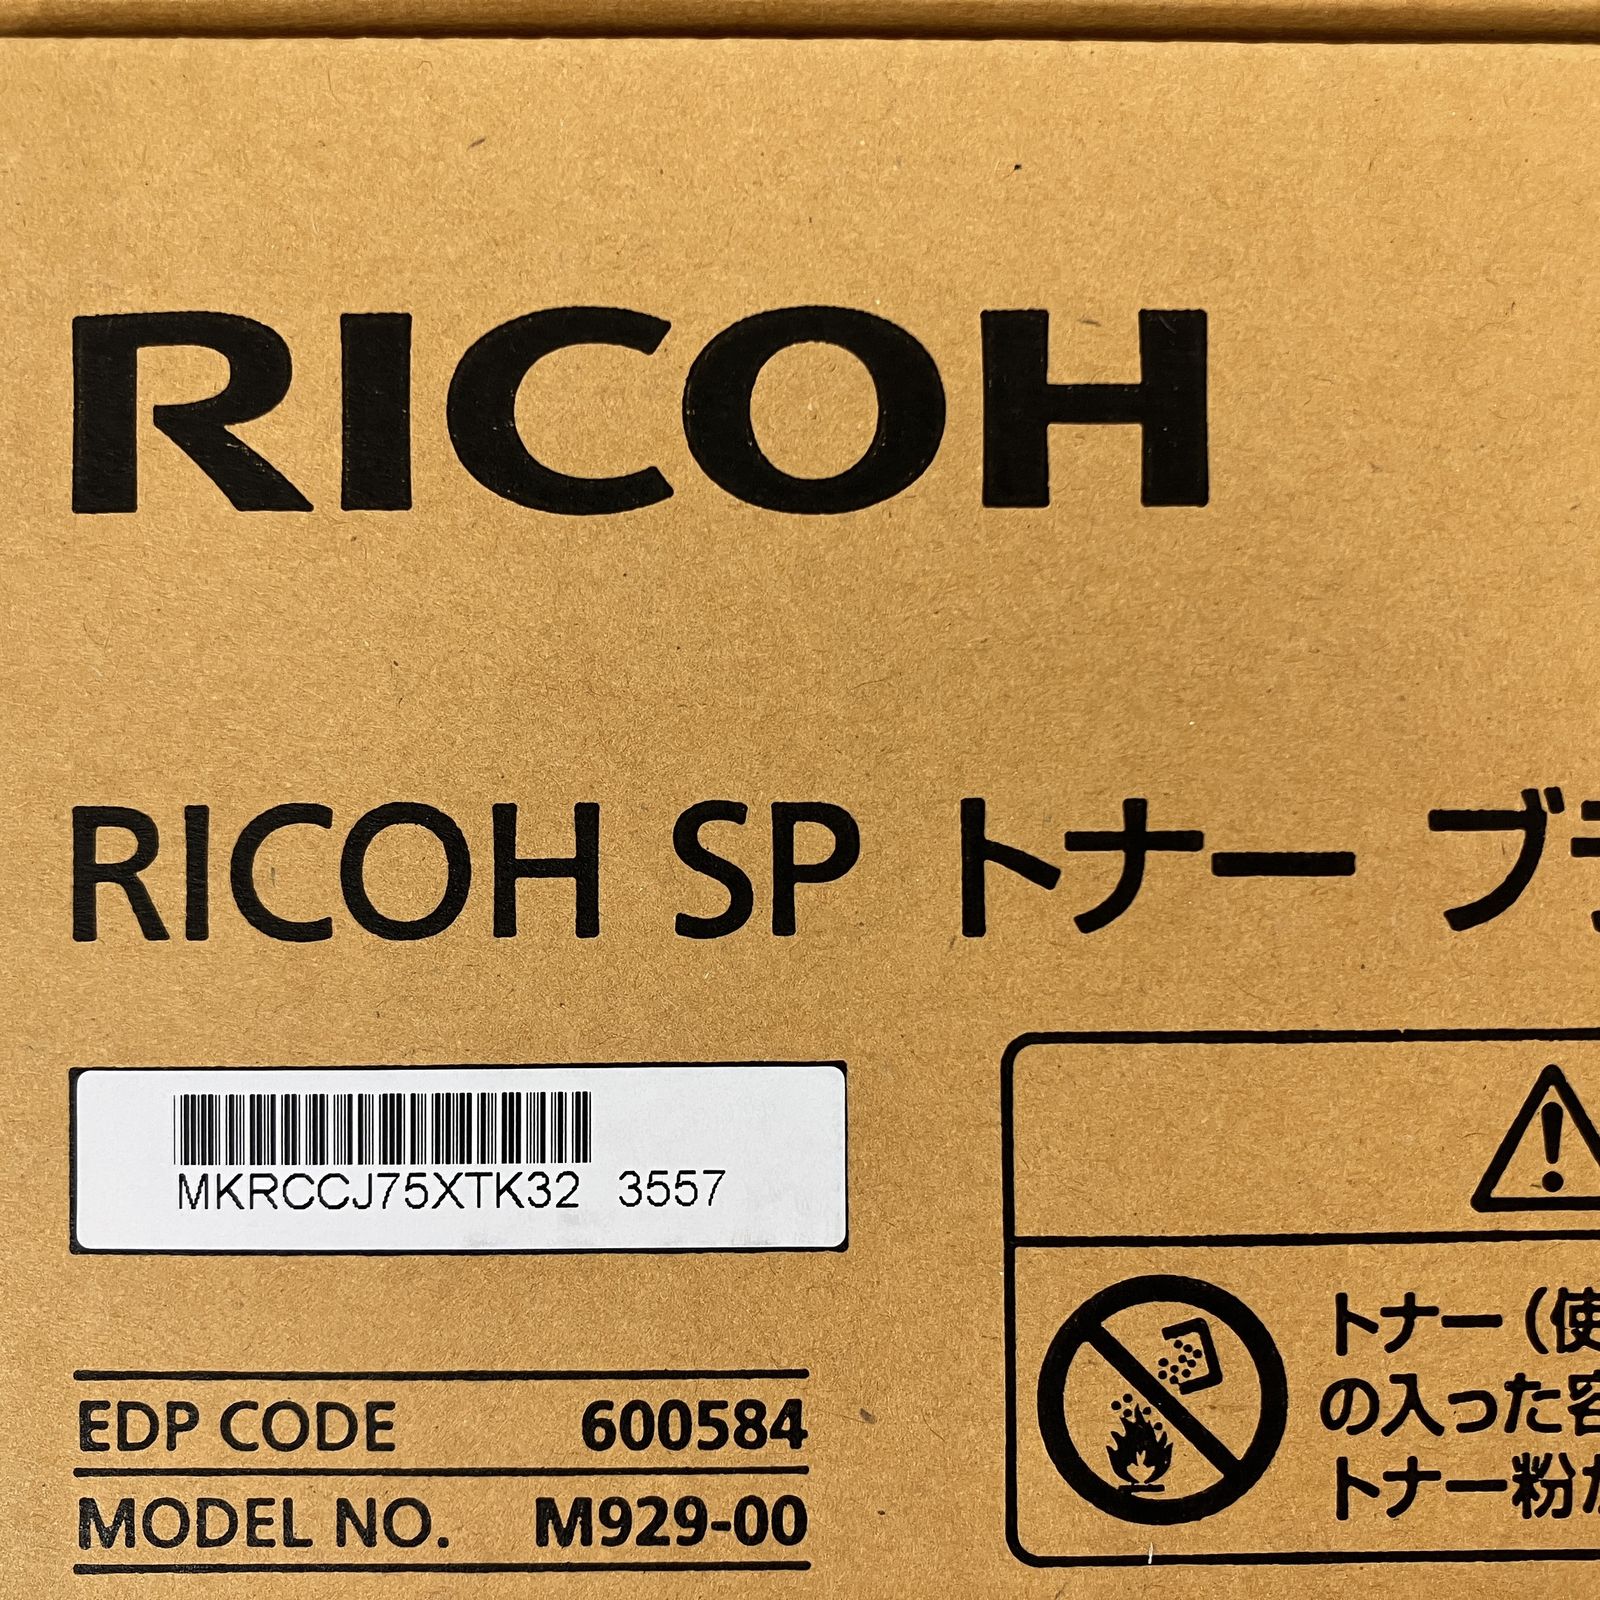 RICOH
RICOH SP トナー ブ
MKRCCJ75XTK32 3557
EDP CODE 600584
MODEL NO. M929-00
トナー(使
の入った容
トナー粉が